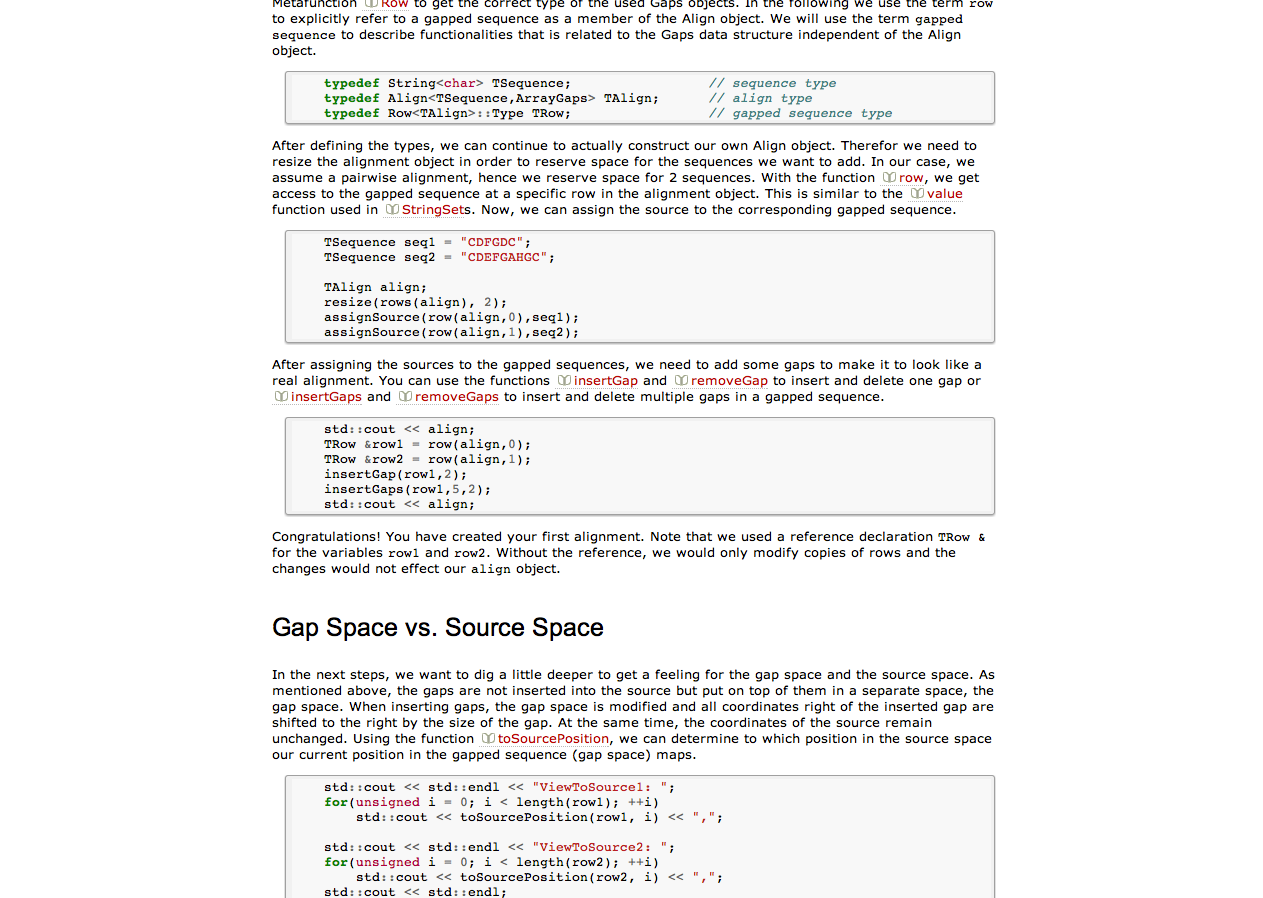 Metafunction Row to get the correct type of the used Gaps objects. In the following we use the term row
to explicitly refer to a gapped sequence as a member of the Align object. We will use the term gapped
sequence to describe functionalities that is related to the Gaps data structure independent of the Align
object.
typedef String<char> TSequence; // sequence type
typedef Align<TSequence,ArrayGaps> TAlign; // align type
typedef Row<TAlign>::Type TRow; // gapped sequence type
After defining the types, we can continue to actually construct our own Align object. Therefor we need to
resize the alignment object in order to reserve space for the sequences we want to add. In our case, we
assume a pairwise alignment, hence we reserve space for 2 sequences. With the function row, we get
access to the gapped sequence at a specific row in the alignment object. This is similar to the value
function used in StringSets. Now, we can assign the source to the corresponding gapped sequence.
TSequence seq1 = "CDFGDC";
TSequence seq2 = "CDEFGAHGC";
TAlign align;
resize(rows(align), 2);
assignSource(row(align,0),seq1);
assignSource(row(align,1),seq2);
After assigning the sources to the gapped sequences, we need to add some gaps to make it to look like a
real alignment. You can use the functions insertGap and removeGap to insert and delete one gap or
insertGaps and removeGaps to insert and delete multiple gaps in a gapped sequence.
std::cout << align;
TRow &row1 = row(align,0);
TRow &row2 = row(align,1);
insertGap(row1,2);
insertGaps(row1,5,2);
std::cout << align;
Congratulations! You have created your first alignment. Note that we used a reference declaration TRow &
for the variables row1 and row2. Without the reference, we would only modify copies of rows and the
changes would not effect our align object.
Gap Space vs. Source Space
In the next steps, we want to dig a little deeper to get a feeling for the gap space and the source space. As
mentioned above, the gaps are not inserted into the source but put on top of them in a separate space, the
gap space. When inserting gaps, the gap space is modified and all coordinates right of the inserted gap are
shifted to the right by the size of the gap. At the same time, the coordinates of the source remain
unchanged. Using the function toSourcePosition, we can determine to which position in the source space
our current position in the gapped sequence (gap space) maps.
std::cout << std::endl << "ViewToSource1: ";
for(unsigned i = 0; i < length(row1); ++i)
std::cout << toSourcePosition(row1, i) << ",";
std::cout << std::endl << "ViewToSource2: ";
for(unsigned i = 0; i < length(row2); ++i)
std::cout << toSourcePosition(row2, i) << ",";
std::cout << std::endl;